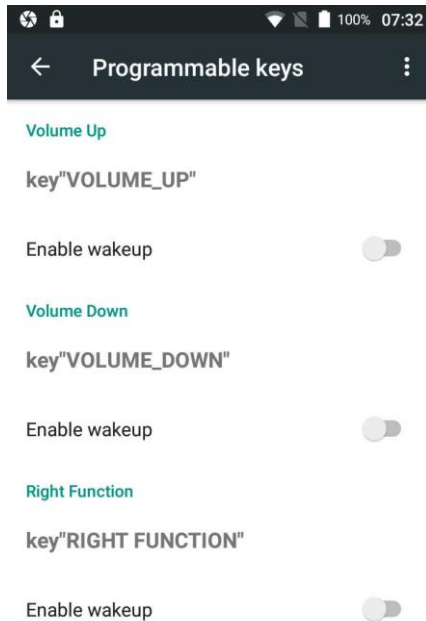 100% 07:32
Programmable keys
Volume Up
key"VOLUME_UP"
Enable wakeup
Volume Down
key"VOLUME_DOWN"
Enable wakeup
Right Function
key"RIGHT FUNCTION"
Enable wakeup